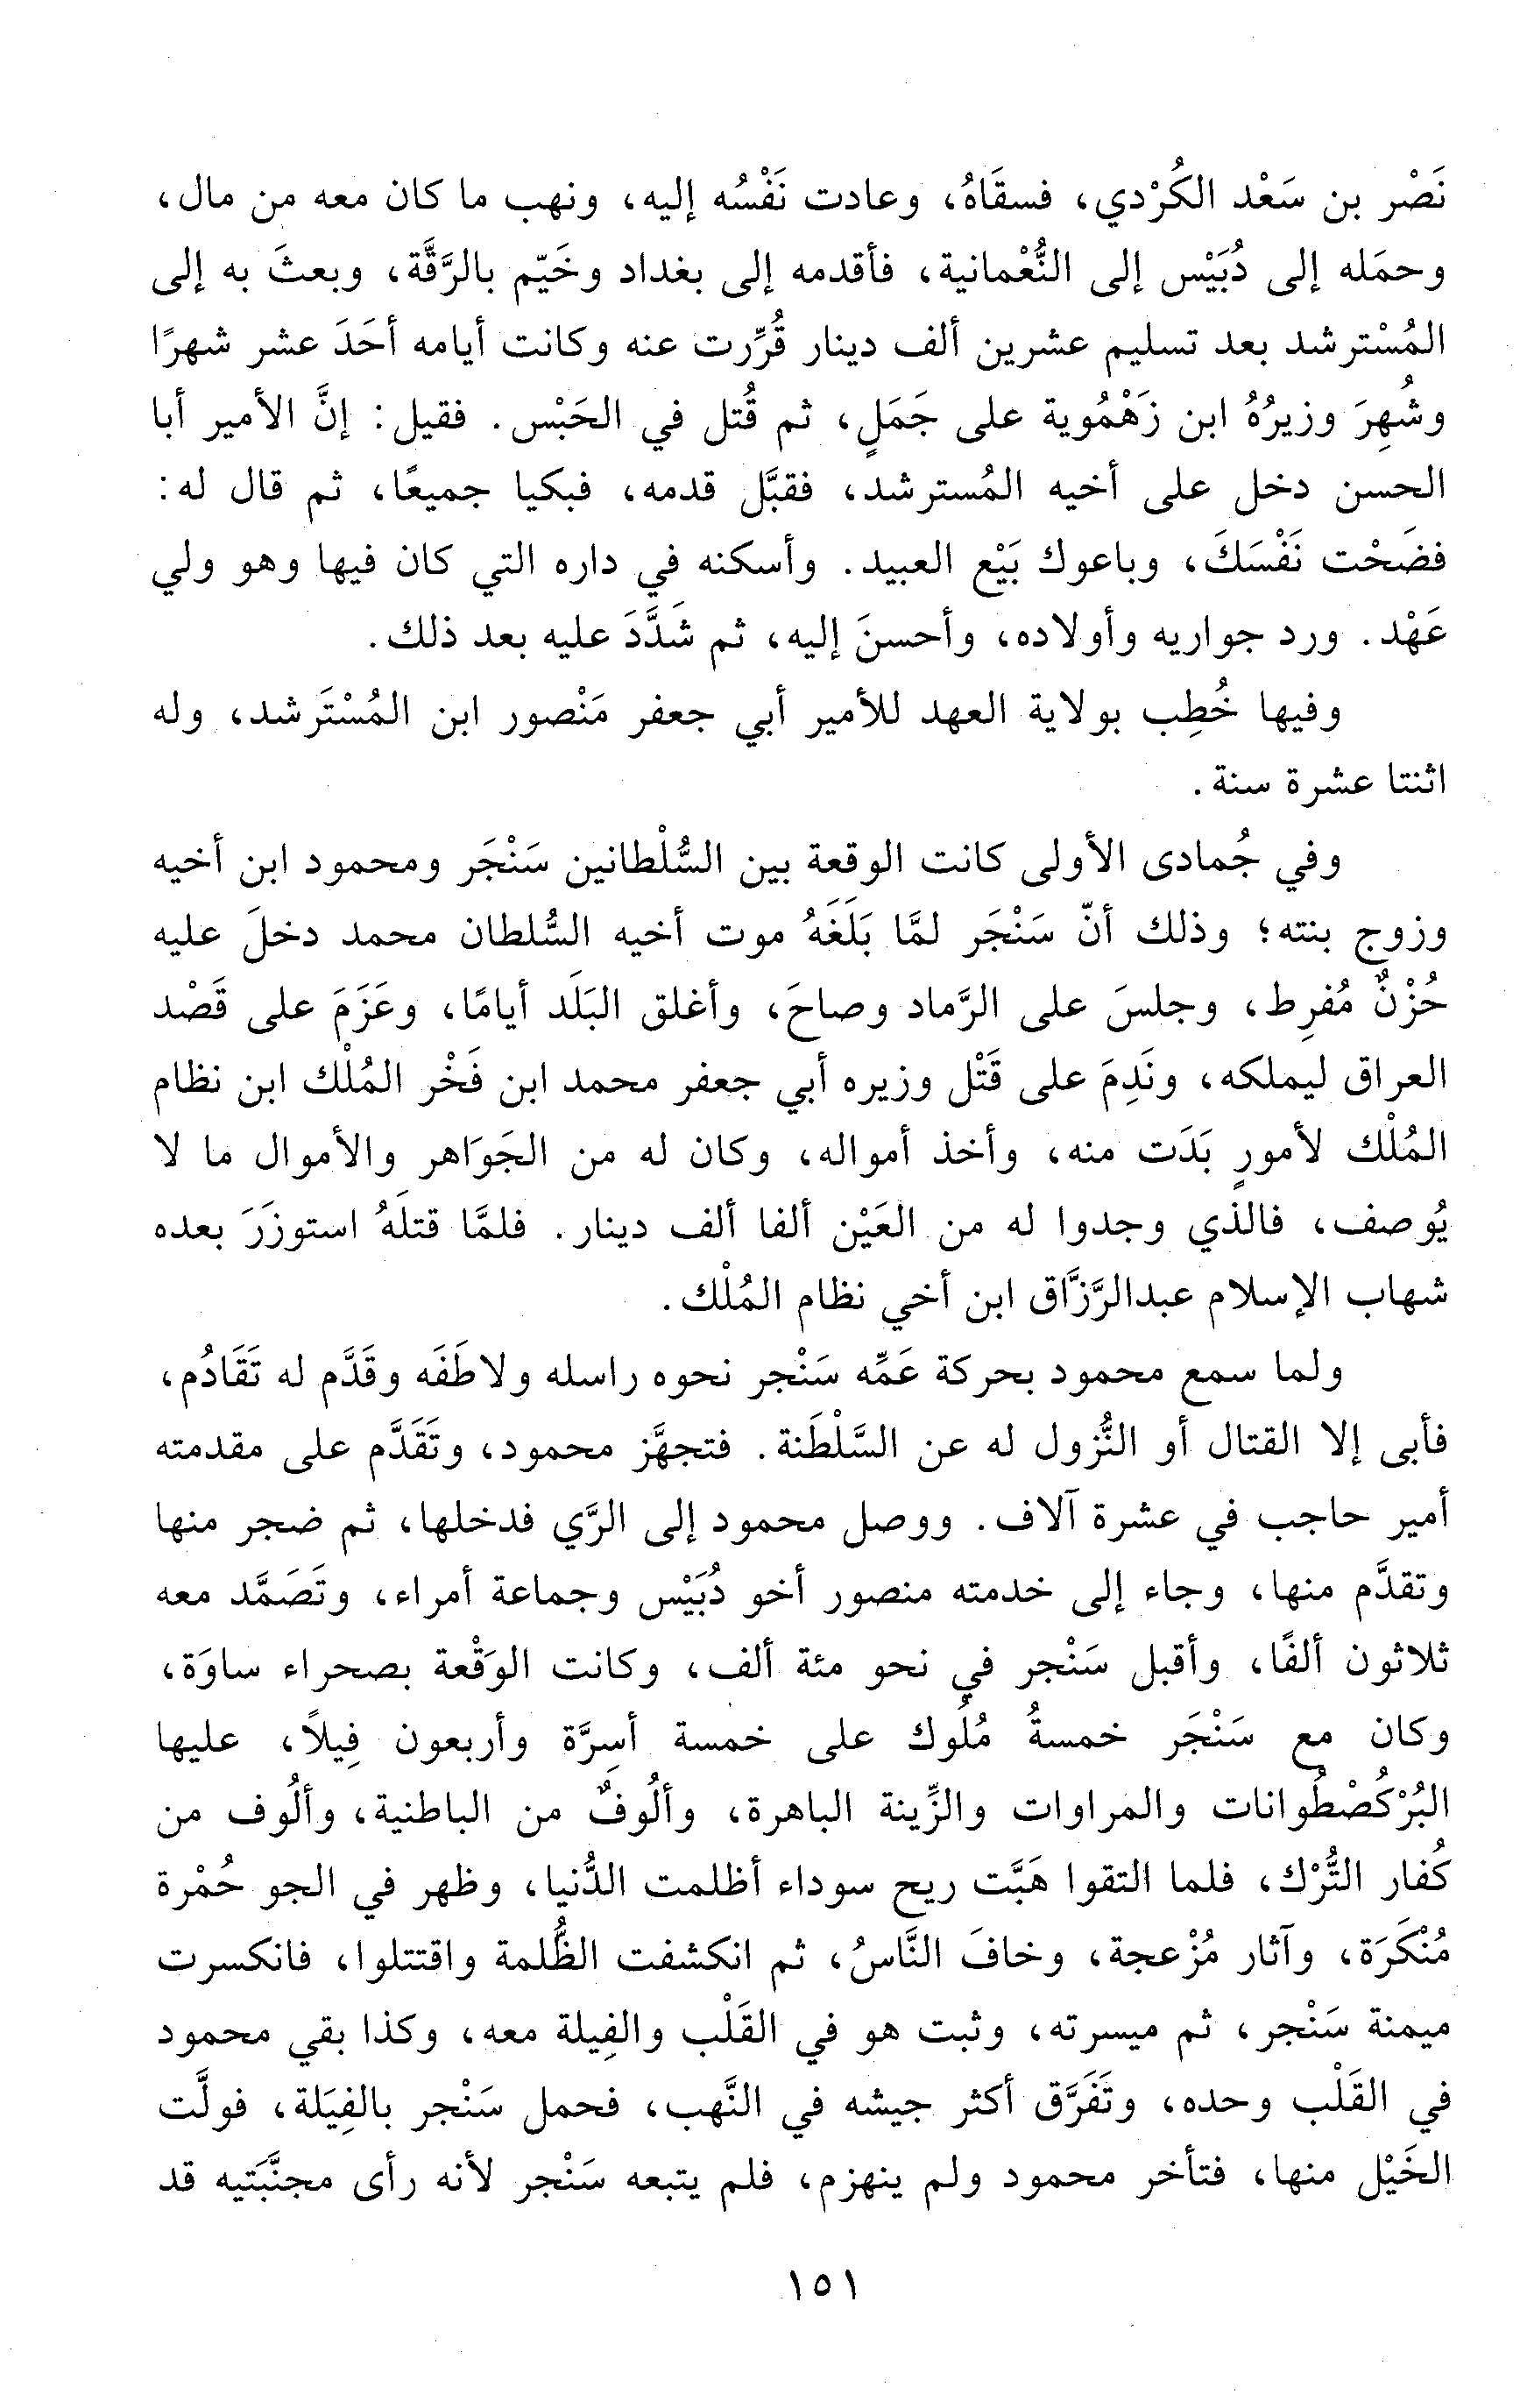 نَصْر بن سَعْد الكُرْدي، فسقَاهُ، وعادت نَفْسُه إليه، ونهب ما كان معه من مال،
وحمَله إلى دُبَيْس إلى النُّعْمانية، فأقدمه إلى بغداد وخَيّم بالرَّقَّة، وبعثَ به إلى
المُسْترشد بعد تسليم عشرين ألف دينار قُرِّرت عنه وكانت أيامه أحَدَ عشر شهرًا
وشُهِرَ وزيرُهُ ابن زَهْمُوية على جَمَلٍ، ثم قُتل في الحَبْس. فقيل: إنَّ الأمير أبا
الحسن دخل على أخيه المُسترشد، فقبَّل قدمه، فبكيا جميعًا، ثم قال له:
فضَحْت نَفْسَكَ، وباعوك بَيْع العبيد. وأسكنه في داره التي كان فيها وهو ولي
عَهْد. ورد جواريه وأولاده، وأحسنَ إليه، ثم شَدَّدَ عليه بعد ذلك.
وفيها خُطِب بولاية العهد للأمير أبي جعفر مَنْصور ابن المُسْتَرشد، وله
اثنتا عشرة سنة.
وفي جُمادى الأولى كانت الوقعة بين السُّلْطانين سَنْجَر ومحمود ابن أخيه
وزوج بنته؛ وذلك أنّ سَنْجَر لمَّا بَلَغَهُ موت أخيه السُّلطان محمد دخلَ عليه
حُزْنٌ مُفرِط، وجلسَ على الرَّماد وصاحَ، وأغلق البَلَد أيامًا، وعَزَمَ على قَصْد
العراق ليملكه، ونَدِمَ على قَتْل وزيره أبي جعفر محمد ابن فَخْر المُلْك ابن نظام
المُلْك لأمورٍ بَدَت منه، وأخذ أمواله، وكان له من الجَوَاهر والأموال ما لا
يُوصف، فالذي وجدوا له من العَيْن ألفا ألف دينار. فلمَّا قتلَهُ استوزَرَ بعده
شهاب الإسلام عبدالرَّزَّاق ابن أخي نظام المُلْك.
ولما سمع محمود بحركة عَمِّه سَنْجر نحوه راسله ولاطَفَه وقَدَّم له تَقَادُم،
فأبى إلا القتال أو النُّزول له عن السَّلْطَنة. فتجهَّز محمود، وتَقَدَّم على مقدمته
أمير حاجب في عشرة آلاف. ووصل محمود إلى الرَّي فدخلها، ثم ضجر منها
وتقدَّم منها، وجاء إلى خدمته منصور أخو دُبَيْس وجماعة أمراء، وتَصَمَّد معه
ثلاثون ألفًا، وأقبل سَنْجر في نحو مئة ألف، وكانت الوَقْعة بصحراء ساوَة،
وكان مع سَنْجَر خمسةُ مُلُوك على خمسة أسِرَّة وأربعون فِيلاً، عليها
البُرْكُصْطُوانات والمراوات والزِّينة الباهرة، وألُوفٌ من الباطنية، وألُوف من
كُفار التُّرْك، فلما التقوا هَبَّت ريح سوداء أظلمت الدُّنيا، وظهر في الجو حُمْرة
مُنْكَرَة، وآثار مُزْعجة، وخافَ النَّاسُ، ثم انكشفت الظُّلمة واقتتلوا، فانكسرت
ميمنة سَنْجر، ثم ميسرته، وثبت هو في القَلْب والفِيلة معه، وكذا بقي محمود
في القَلْب وحده، وتَفَرَّق أكثر جيشه في النَّهب، فحمل سَنْجر بالفِيَلة، فولَّت
الخَيْل منها، فتأخر محمود ولم ينهزم، فلم يتبعه سَنْجر لأنه رأى مجنَّبَتيه قد
١٥١